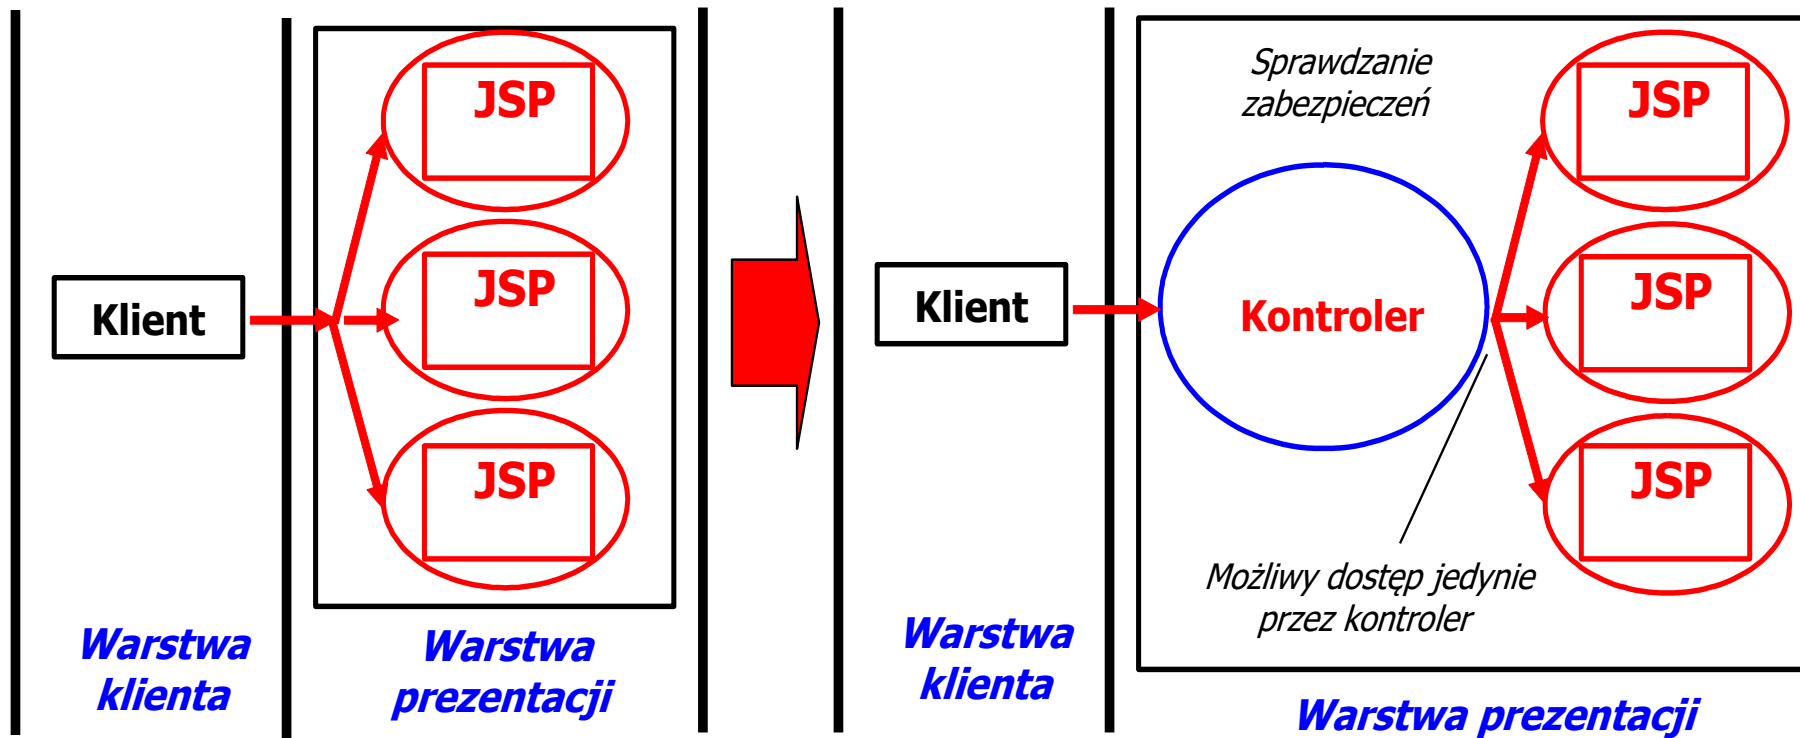 JSP
JSP
JSP
Klient
Warstwa
klienta
Warstwa
prezentacji
Klient
Warstwa
klienta
Sprawdzanie
zabezpieczeń
Kontroler
JSP
JSP
JSP
Możliwy dostęp jedynie
przez kontroler
Warstwa prezentacji